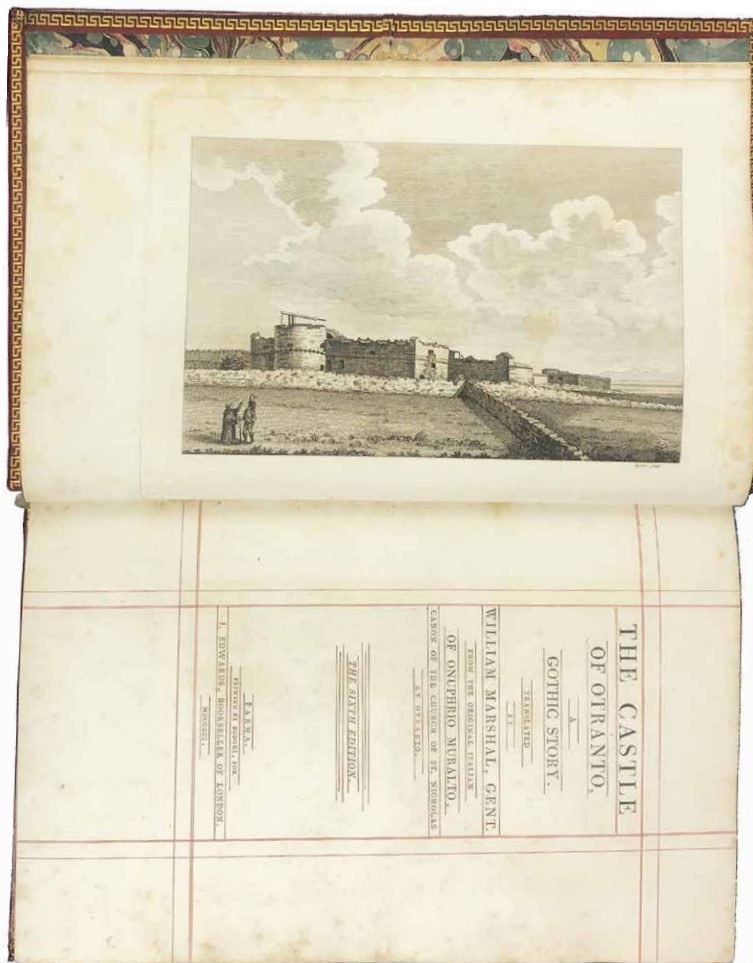 THE CASTLE
OF OTRANTO,
A
GOTHIC STORY.
TRANSLATED
BY
WILLIAM MARSHAL, GENT.
FROM THE ORIGINAL ITALIAN
OF ONUPHRIO MURALTO,
CANON OF THE CHURCH OF ST. NICHOLAS
AT OTRANTO.
THE SIXTH EDITION.
PARMA.
PRINTED BY BODONI, FOR
J. EDWARDS, BOOKSELLER OF LONDON.
MDCCXCI.